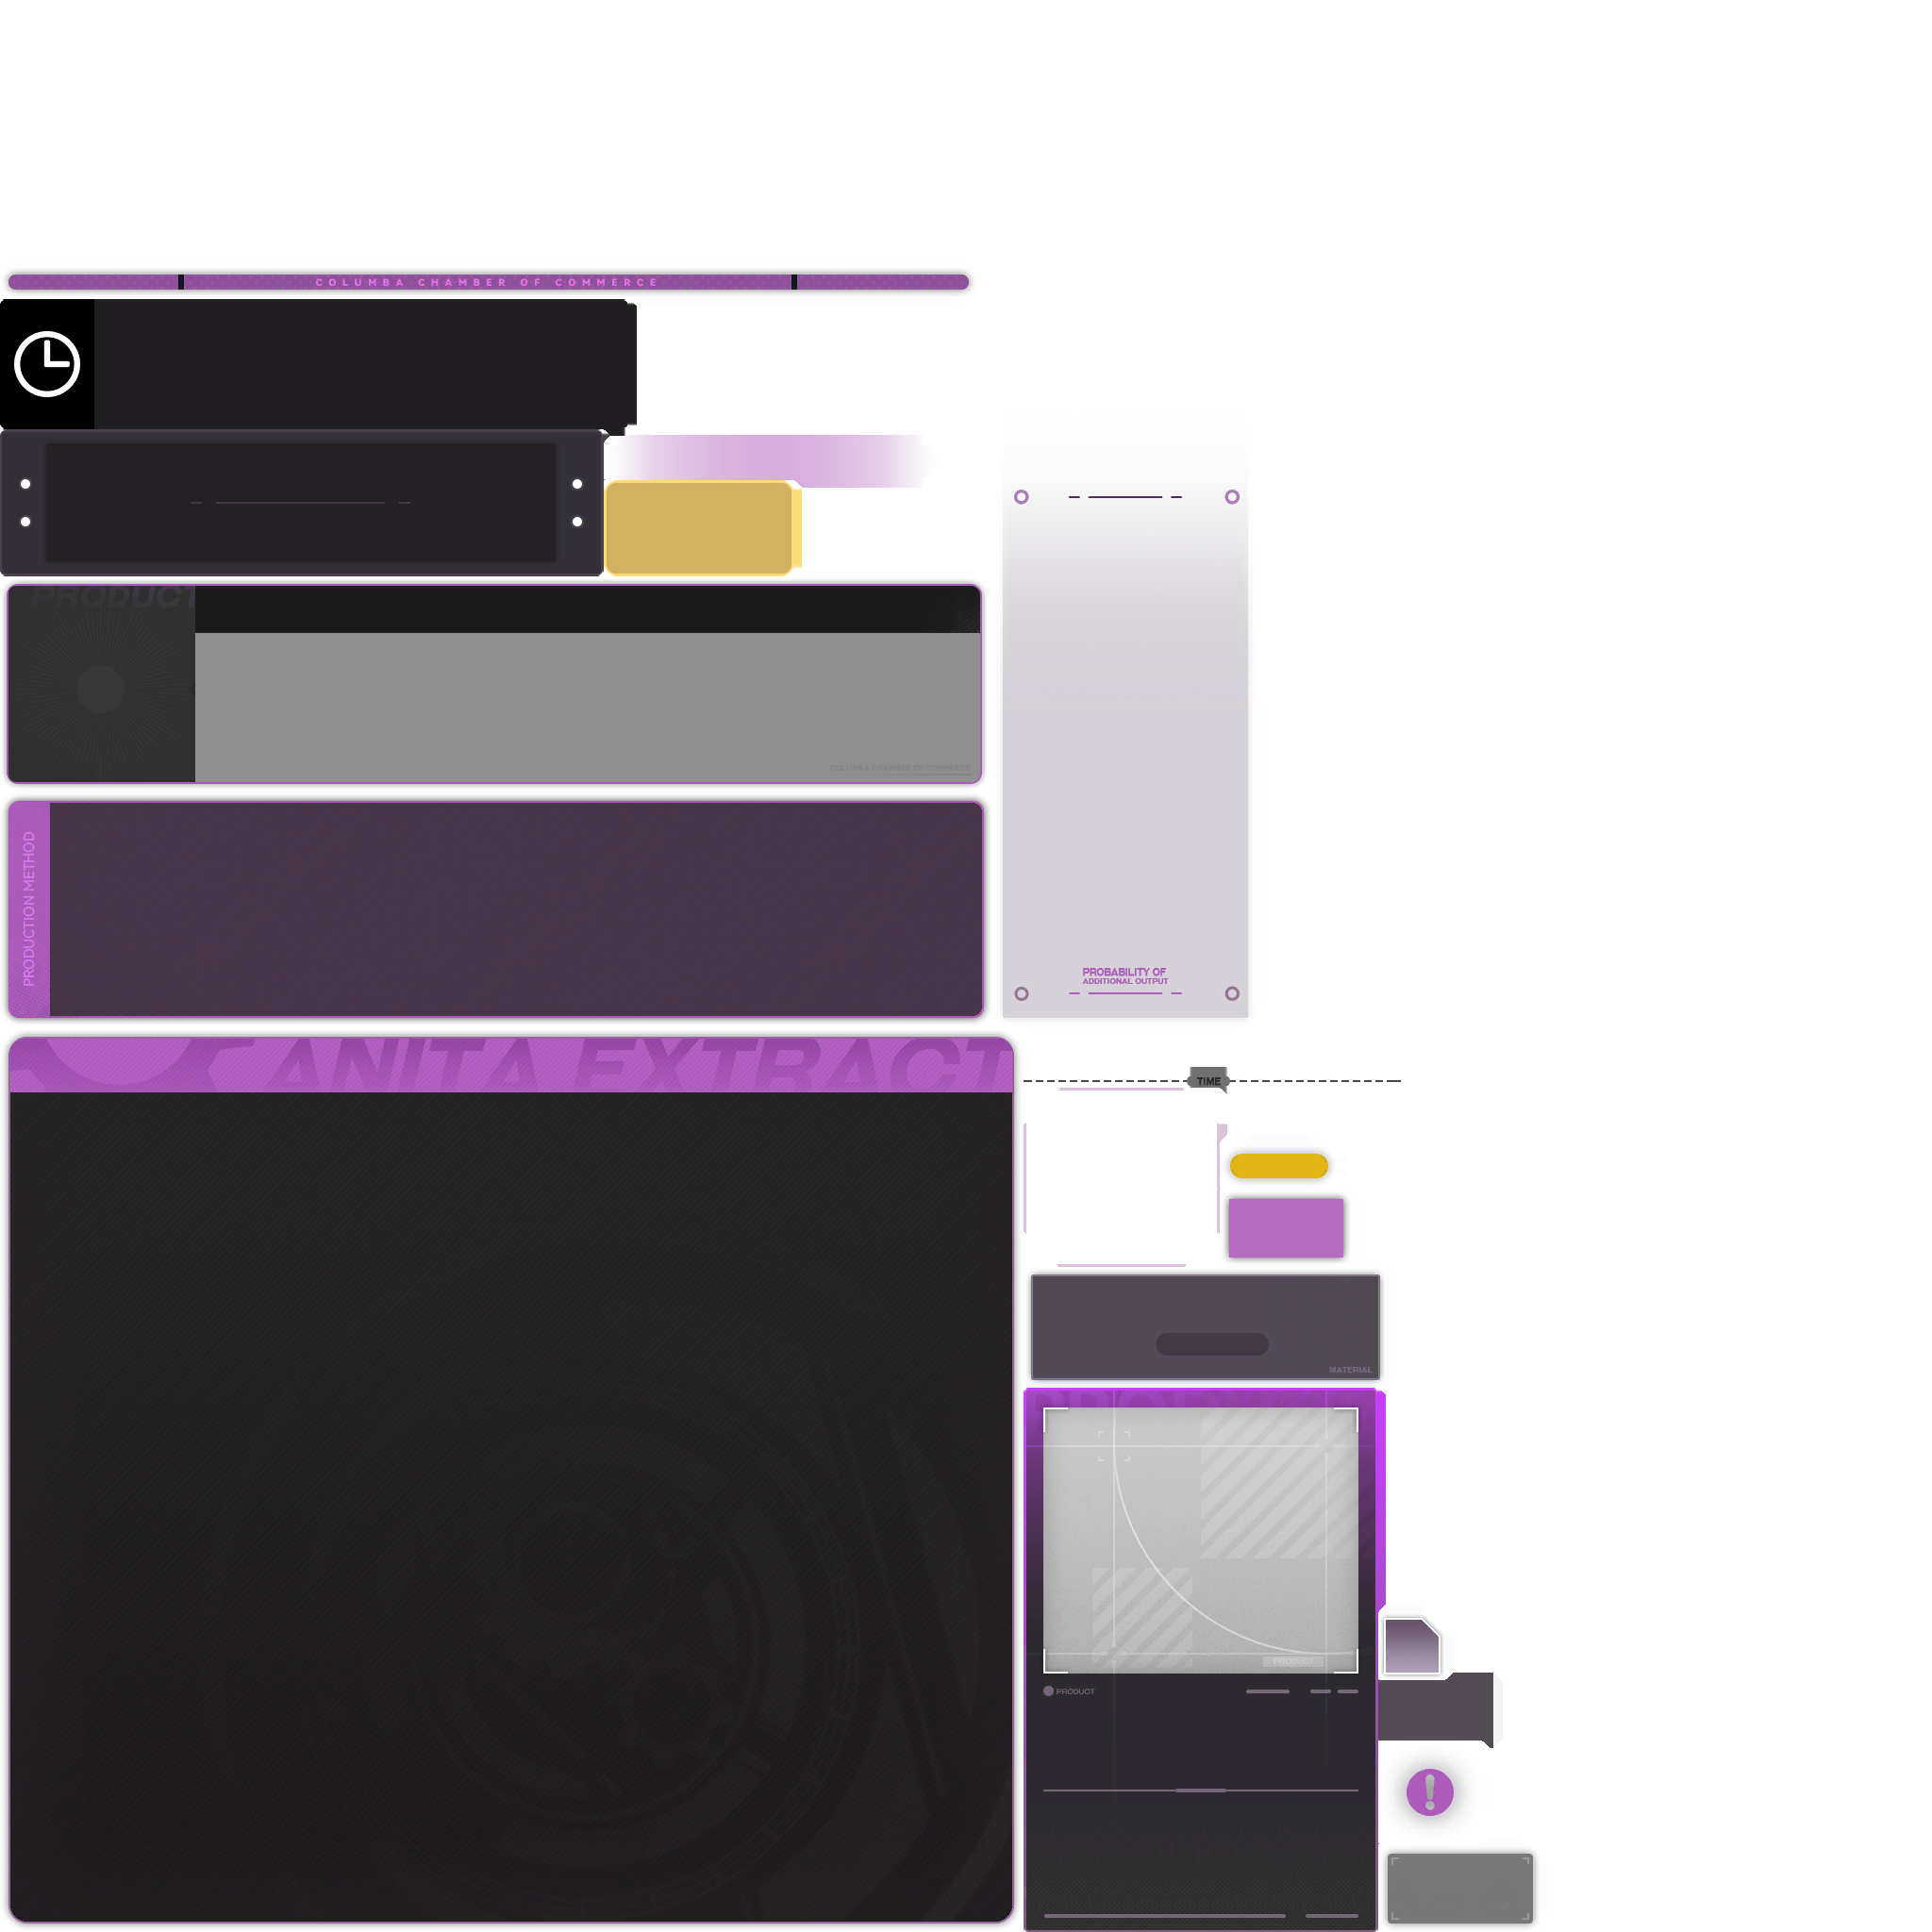 COLUMBA CHAMBER OF COMMERCE
PRODUCT
COLUMBA CHAMBER OF COMMERCE
PRODUCTION METHOD
PROBABILITY OF
ADDITIONAL OUTPUT
ANITA EXTRACT
TIME
MATERIAL
PRODUCT
PRODUCT